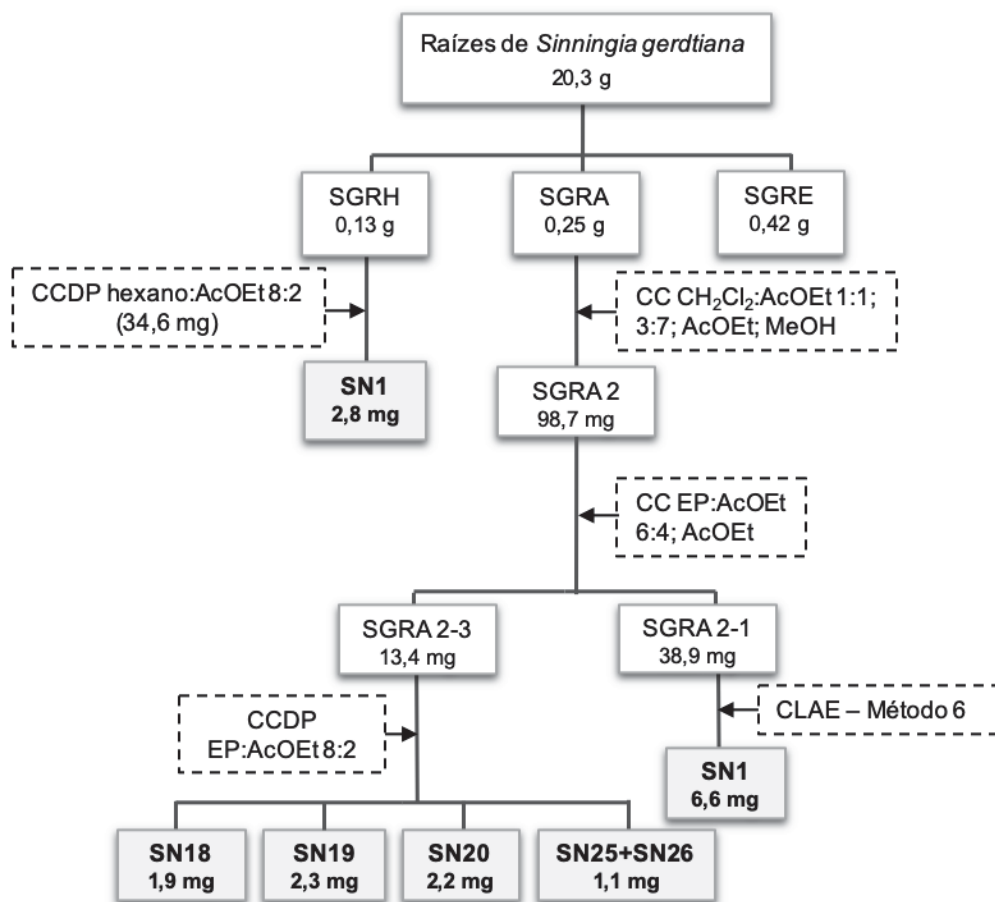 Raízes de Sinningia gerdtiana
20,3 g
SGRH
0,13 g
SGRA
0,25 g
SGRE
0,42 g
CCDP hexano:AcOEt 8:2
(34,6 mg)
CC CH₂Cl₂:AcOEt 1:1;
3:7; AcOEt; MeOH
SN1
2,8 mg
SGRA 2
98,7 mg
CC EP:AcOEt
6:4; AcOEt
SGRA 2-3
13,4 mg
SGRA 2-1
38,9 mg
CCDP
EP:AcOEt 8:2
CLAE – Método 6
SN1
6,6 mg
SN18
1,9 mg
SN19
2,3 mg
SN20
2,2 mg
SN25+SN26
1,1 mg